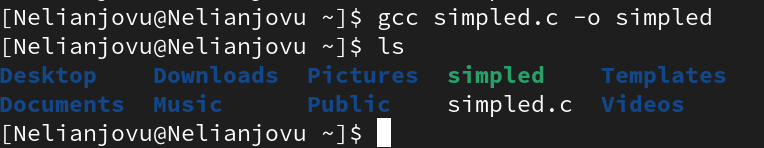 [Nelianjovu@Nelianjovu ~]$ gcc simpled.c -o simpled
[Nelianjovu@Nelianjovu ~]$ ls
Desktop    Downloads  Pictures  simpled    Templates
Documents  Music      Public    simpled.c  Videos
[Nelianjovu@Nelianjovu ~]$